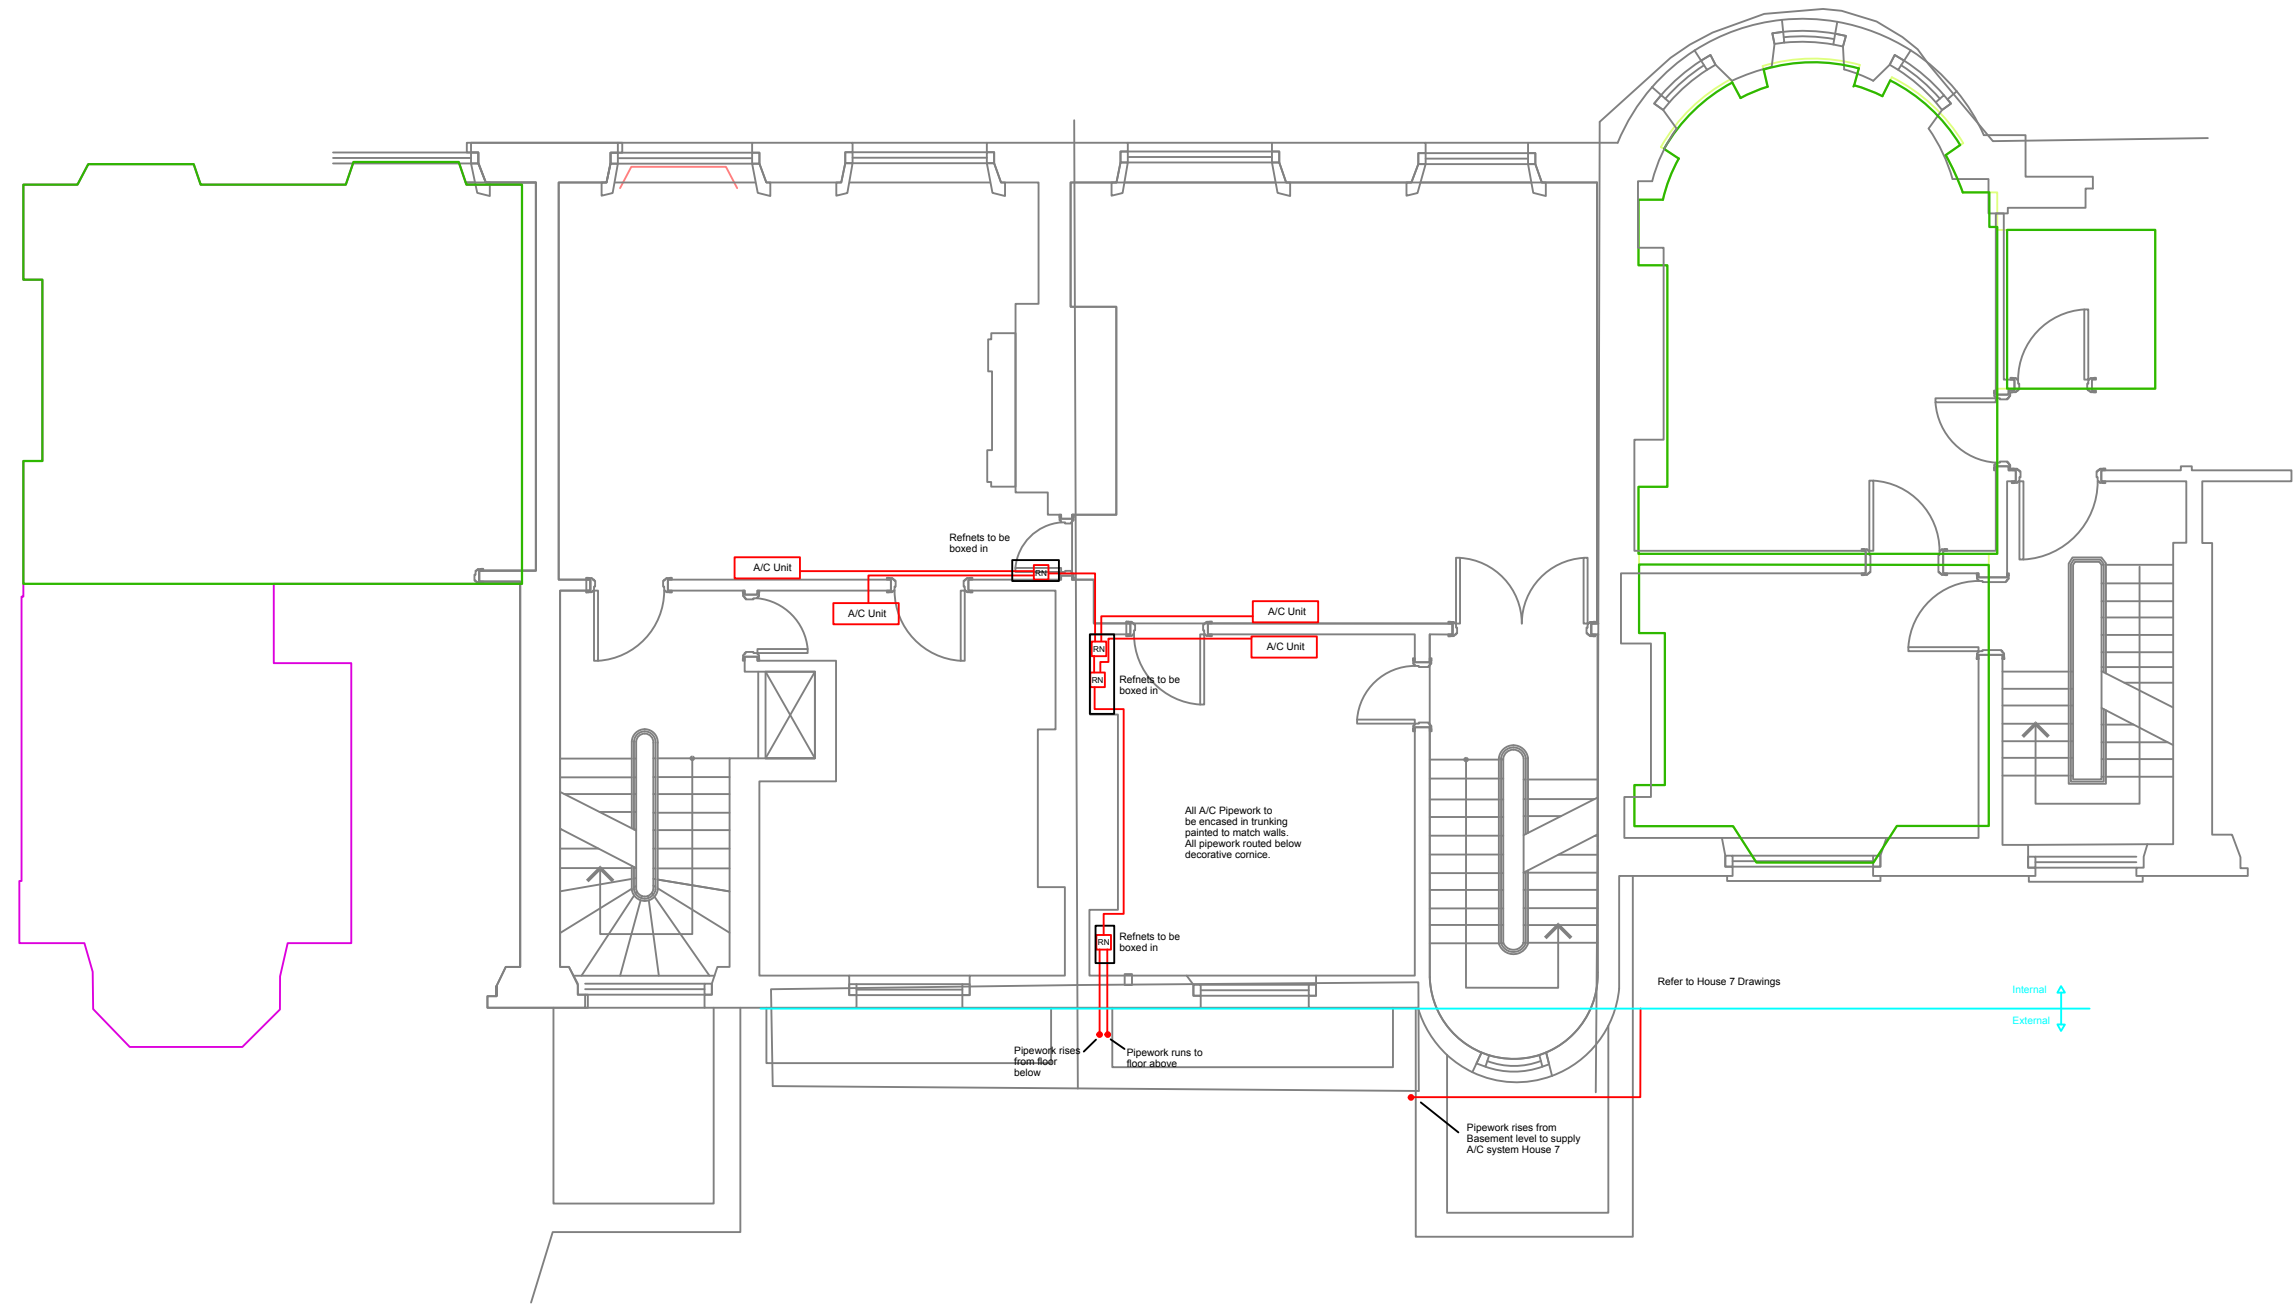 Refnets to be
boxed in
A/C Unit
RN
A/C Unit
A/C Unit
A/C Unit
RN
RN
Refnets to be
boxed in
All A/C Pipework to
be encased in trunking
painted to match walls.
All pipework routed below
decorative cornice.
RN
Refnets to be
boxed in
Refer to House 7 Drawings
Internal
External
Pipework rises
from floor
below
Pipework runs to
floor above
Pipework rises from
Basement level to supply
A/C system House 7